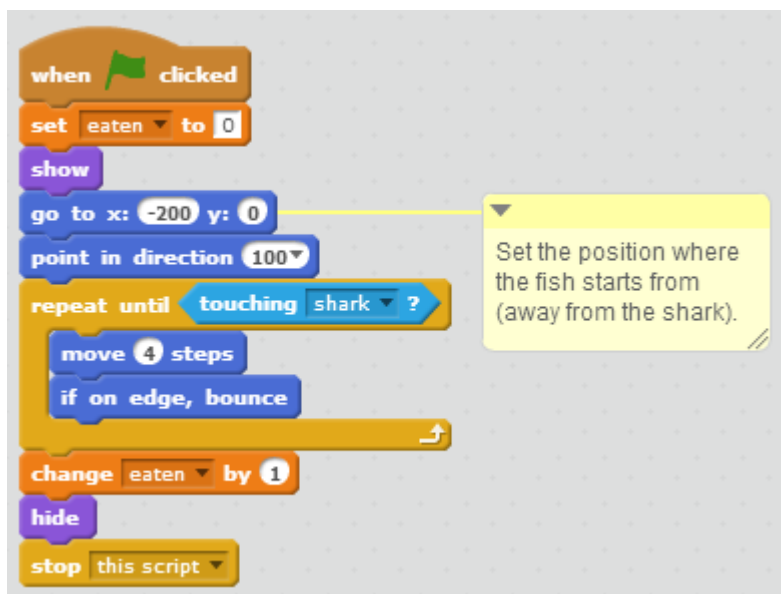 when clicked
set eaten to 0
show
go to x: -200 y: 0
point in direction 100
repeat until touching shark ?
move 4 steps
if on edge, bounce
change eaten by 1
hide
stop this script
Set the position where
the fish starts from
(away from the shark).